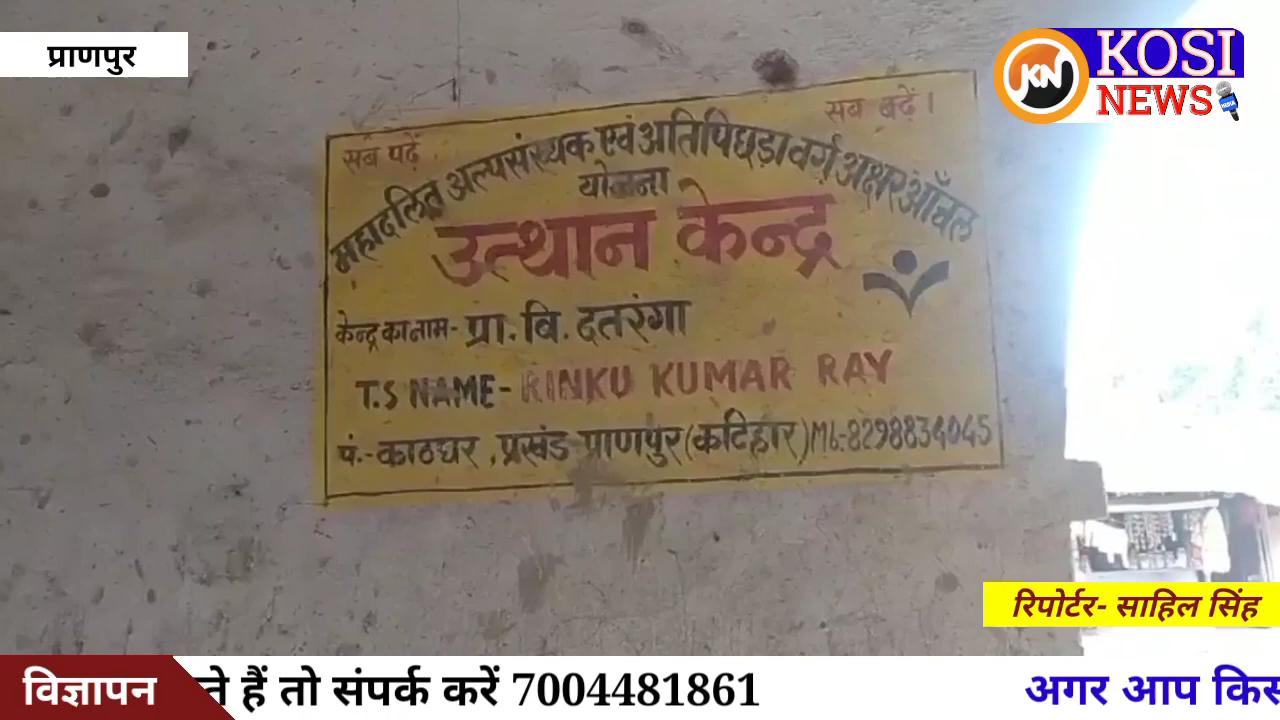 प्राणपुर
KN KOSI
NEWS
सब पढ़ें
सब बढ़ें।
महादलित अल्पसंख्यक एवं अतिपिछड़ा वर्ग अक्षर आँचल
योजना
उत्थान केन्द्र
केन्द्र का नाम- प्रा. वि. दतरंगा
T.S NAME- RINKU KUMAR RAY
पं.- काठघर, प्रखंड प्राणपुर (कटिहार) Mb-8298834045
रिपोर्टर- साहिल सिंह
विज्ञापन
ते हैं तो संपर्क करें 7004481861
अगर आप किस